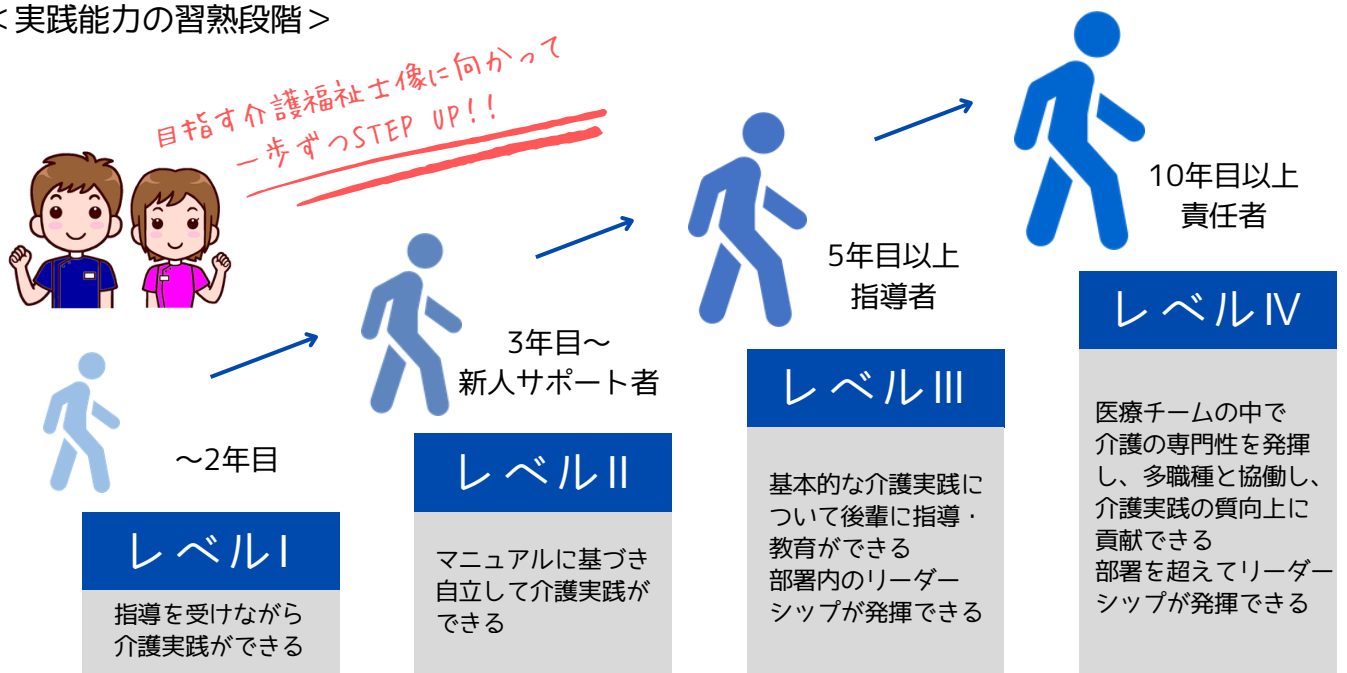 <実践能力の習熟段階>
目指す介護福祉士像に向かって
一歩ずつSTEP UP!!
～2年目
レベルⅠ
指導を受けながら
介護実践ができる
3年目～
新人サポート者
レベルⅡ
マニュアルに基づき
自立して介護実践が
できる
5年目以上
指導者
レベルⅢ
基本的な介護実践に
ついて後輩に指導・
教育ができる
部署内のリーダー
シップが発揮できる
10年目以上
責任者
レベルⅣ
医療チームの中で
介護の専門性を発揮
し、多職種と協働し、
介護実践の質向上に
貢献できる
部署を超えてリーダー
シップが発揮できる